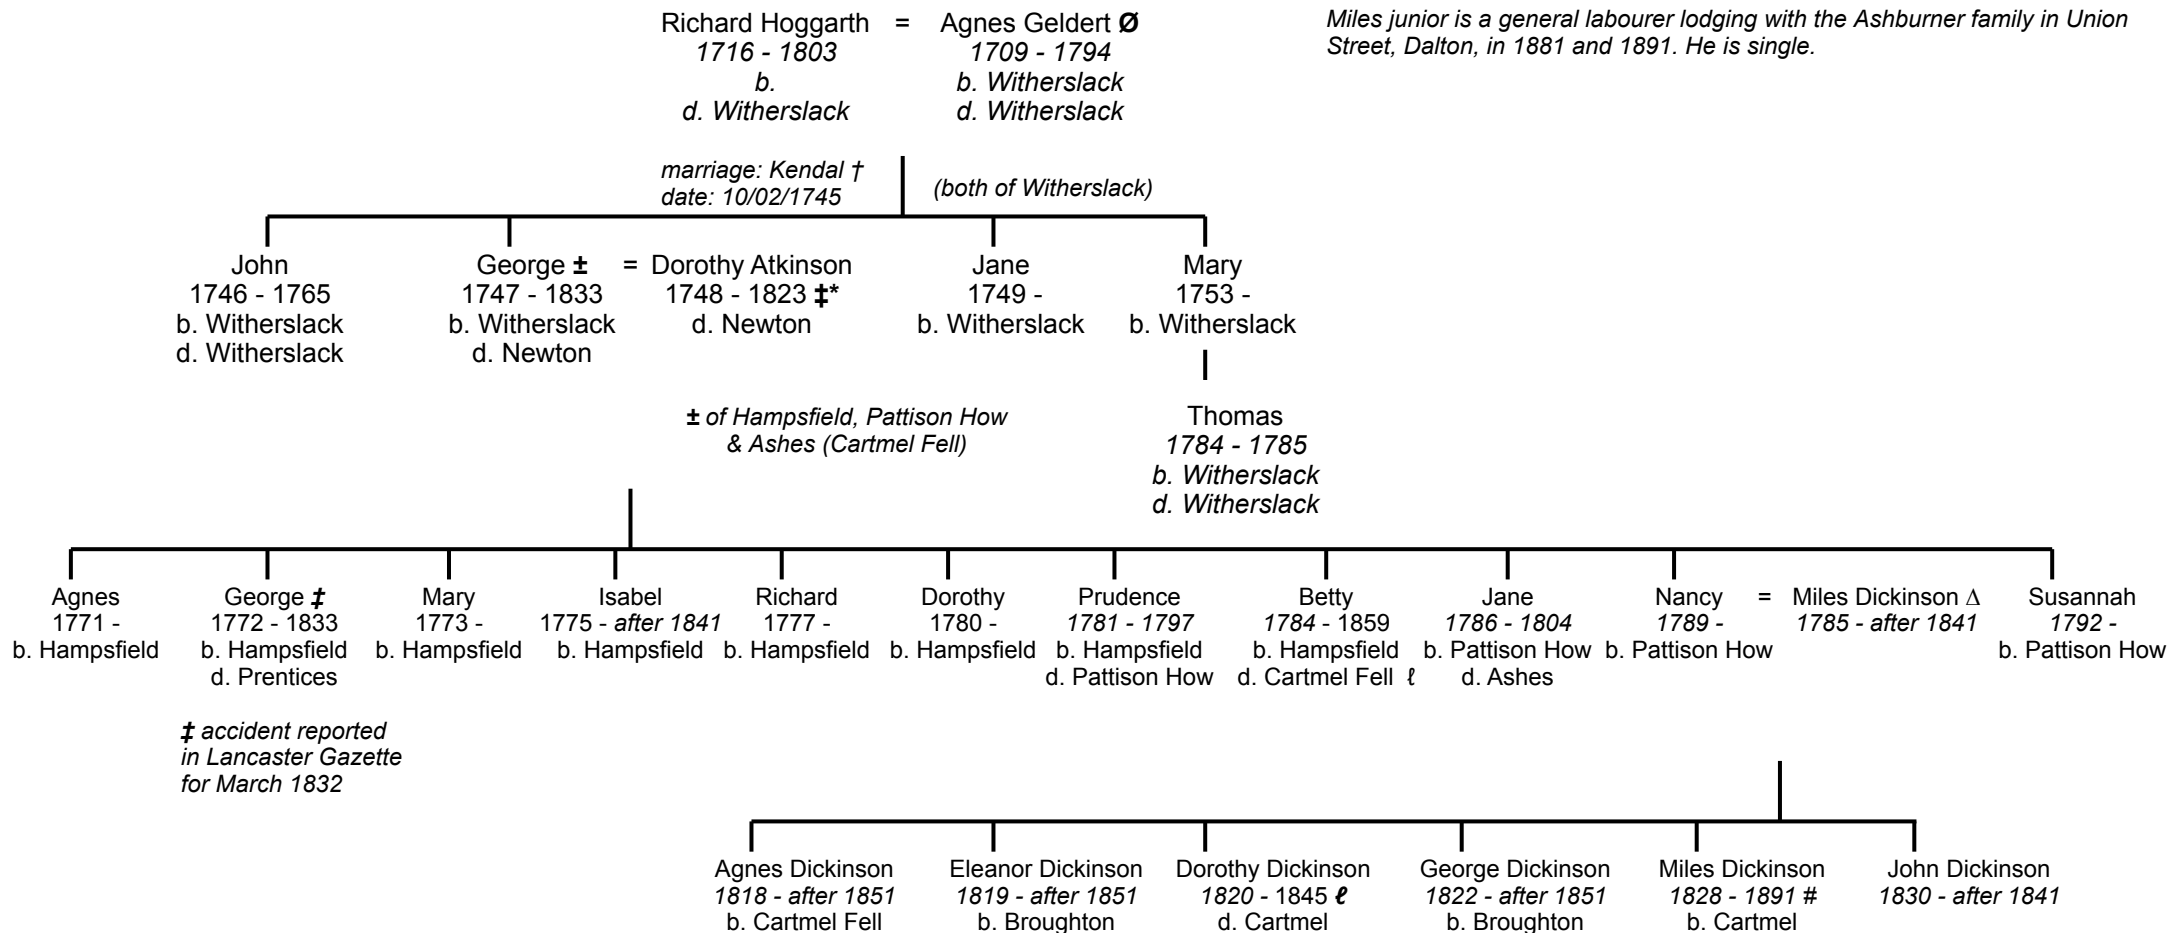 Richard Hoggarth = Agnes Geldert Ø
1716 - 1803 1709 - 1794
b. b. Witherslack
d. Witherslack d. Witherslack
Miles junior is a general labourer lodging with the Ashburner family in Union
Street, Dalton, in 1881 and 1891. He is single.
marriage: Kendal †
date: 10/02/1745
(both of Witherslack)
John George ± = Dorothy Atkinson Jane Mary
1746 - 1765 1747 - 1833 1748 - 1823 ‡* 1749 - 1753 -
b. Witherslack b. Witherslack d. Newton b. Witherslack b. Witherslack
d. Witherslack d. Newton
± of Hampsfield, Pattison How
& Ashes (Cartmel Fell)
Thomas
1784 - 1785
b. Witherslack
d. Witherslack
Agnes George ‡ Mary Isabel Richard Dorothy Prudence Betty Jane Nancy = Miles Dickinson ∆ Susannah
1771 - 1772 - 1833 1773 - 1775 - after 1841 1777 - 1780 - 1781 - 1797 1784 - 1859 1786 - 1804 1789 - 1785 - after 1841 1792 -
b. Hampsfield b. Hampsfield b. Hampsfield b. Hampsfield b. Hampsfield b. Hampsfield b. Hampsfield b. Hampsfield b. Pattison How b. Pattison How b. Pattison How
d. Prentices d. Pattison How d. Cartmel Fell ℓ d. Ashes
‡ accident reported
in Lancaster Gazette
for March 1832
Agnes Dickinson Eleanor Dickinson Dorothy Dickinson George Dickinson Miles Dickinson John Dickinson
1818 - after 1851 1819 - after 1851 1820 - 1845 ℓ 1822 - after 1851 1828 - 1891 # 1830 - after 1841
b. Cartmel Fell b. Broughton d. Cartmel b. Broughton b. Cartmel